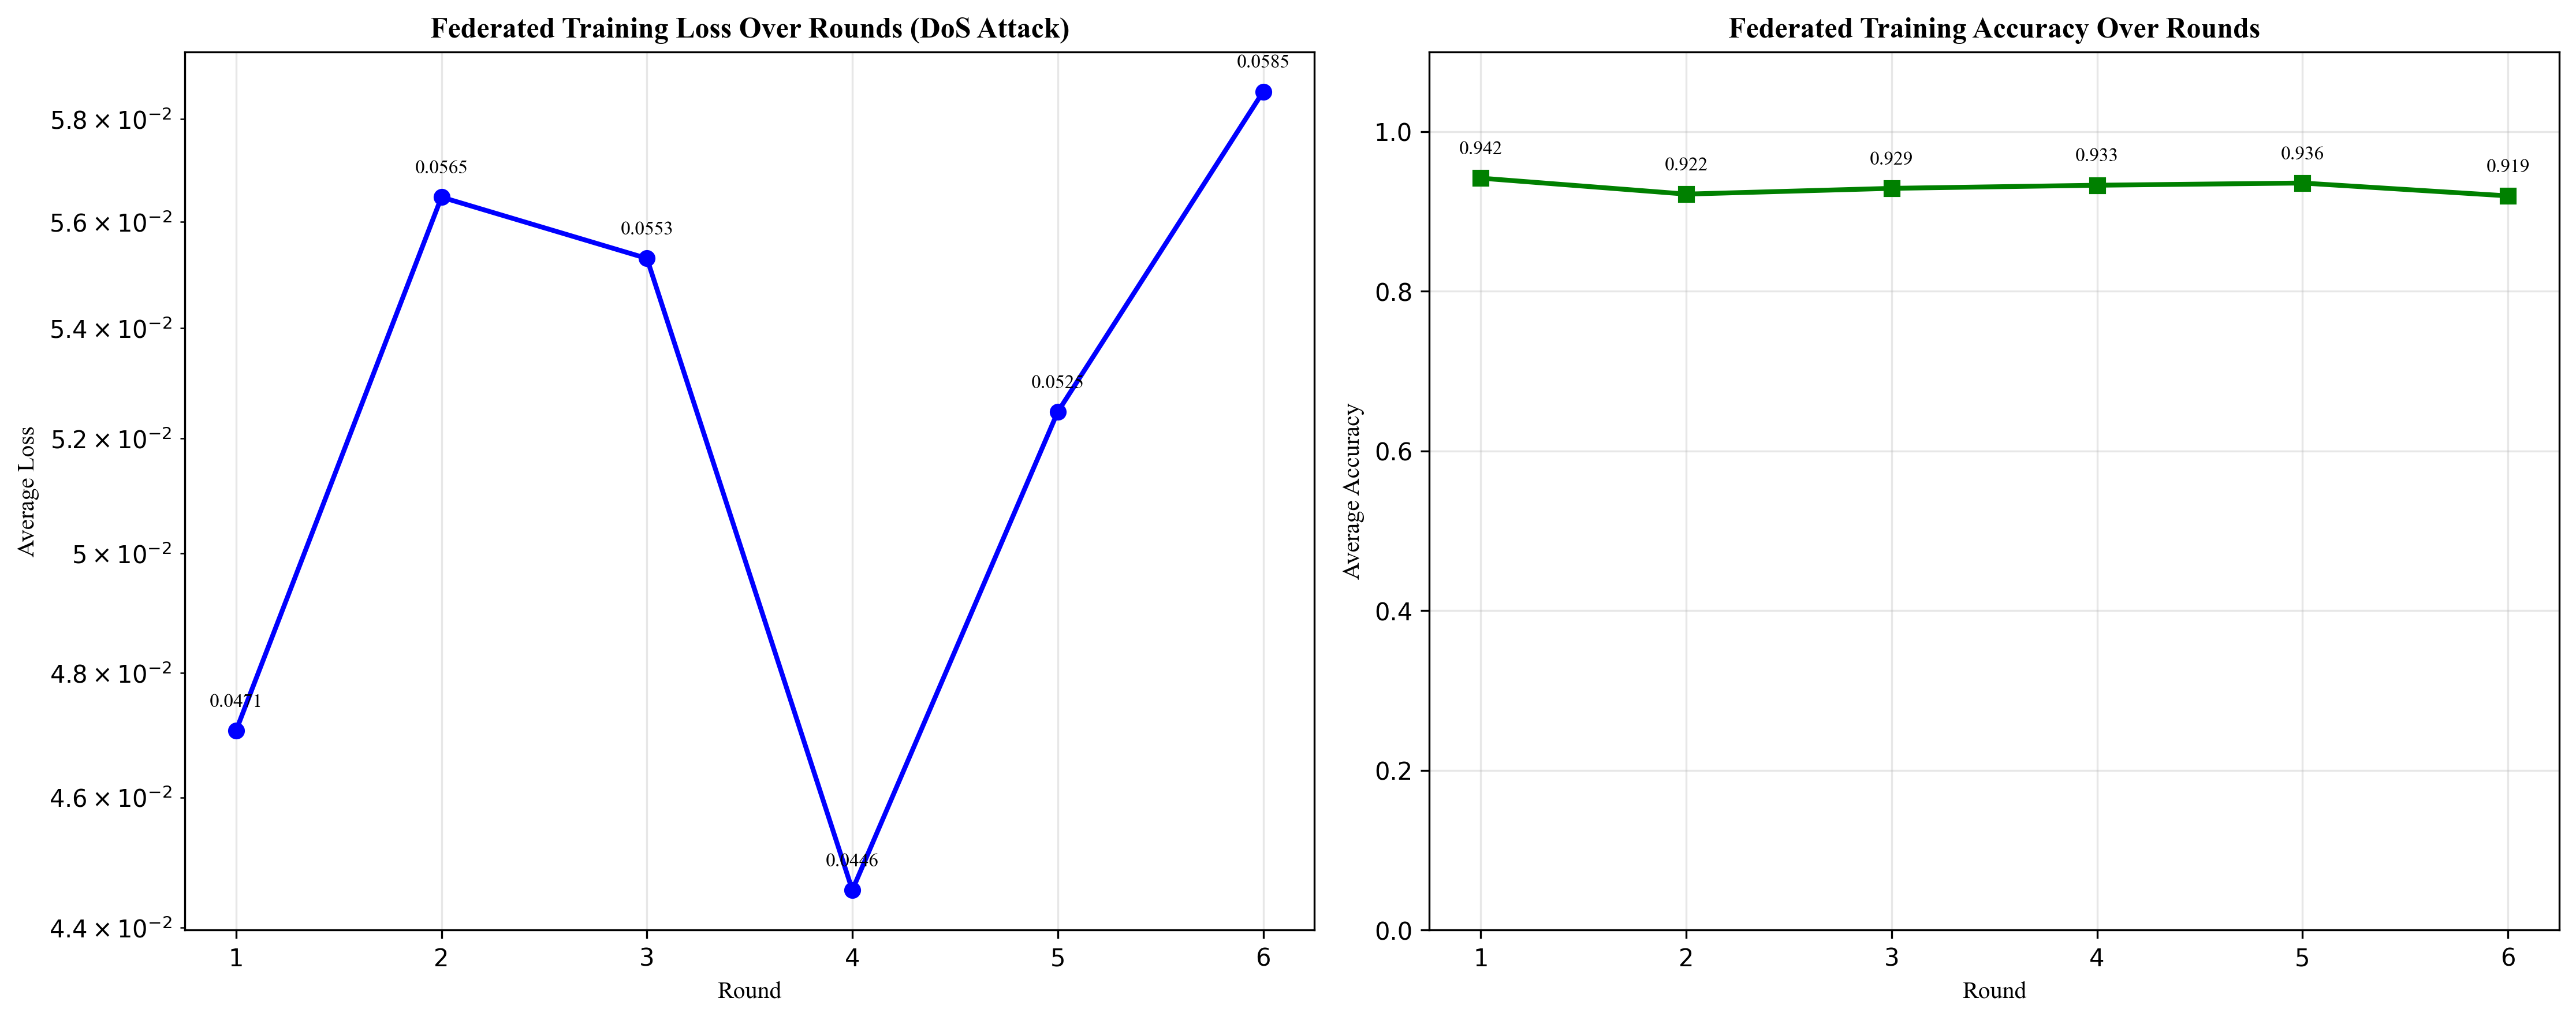 Federated Training Loss Over Rounds (DoS Attack)
Average Loss
5.8 × 10⁻²
5.6 × 10⁻²
5.4 × 10⁻²
5.2 × 10⁻²
5 × 10⁻²
4.8 × 10⁻²
4.6 × 10⁻²
4.4 × 10⁻²
0.0471
0.0565
0.0553
0.0446
0.0525
0.0585
1 2 3 4 5 6
Round
Federated Training Accuracy Over Rounds
Average Accuracy
1.0
0.8
0.6
0.4
0.2
0.0
0.942
0.922
0.929
0.933
0.936
0.919
1 2 3 4 5 6
Round